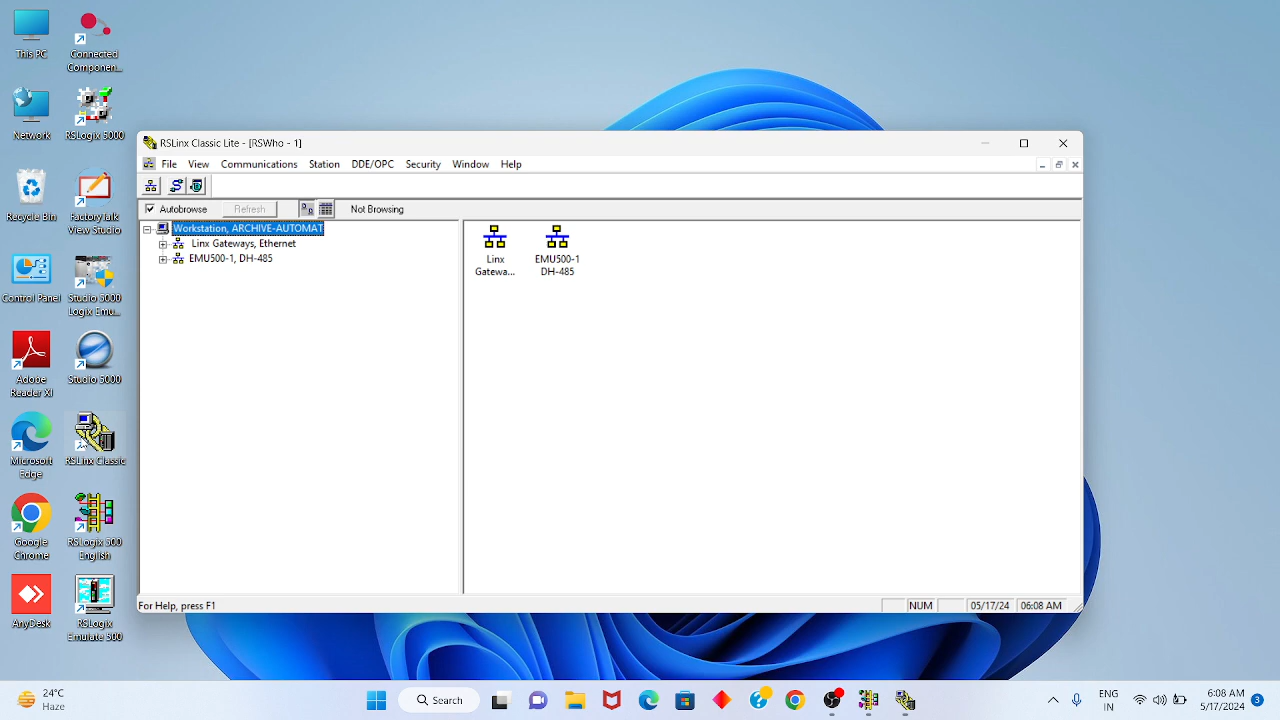 This PC
Connected
Componen...
Network
RSLogix 5000
Recycle Bin
FactoryTalk
View Studio
Control Panel
Studio 5000
Logix Emu...
Adobe
Reader XI
Studio 5000
Microsoft
Edge
RSLinx Classic
Google
Chrome
RSLogix 500
English
AnyDesk
RSLogix
Emulate 500
RSLinx Classic Lite - [RSWho - 1]
File View Communications Station DDE/OPC Security Window Help
Autobrowse Refresh Not Browsing
Workstation, ARCHIVE-AUTOMAT
Linx Gateways, Ethernet
EMU500-1, DH-485
Linx
Gatewa...
EMU500-1
DH-485
For Help, press F1
NUM 05/17/24 06:08 AM
24°C
Haze
Search
ENG
IN
6:08 AM
5/17/2024
3